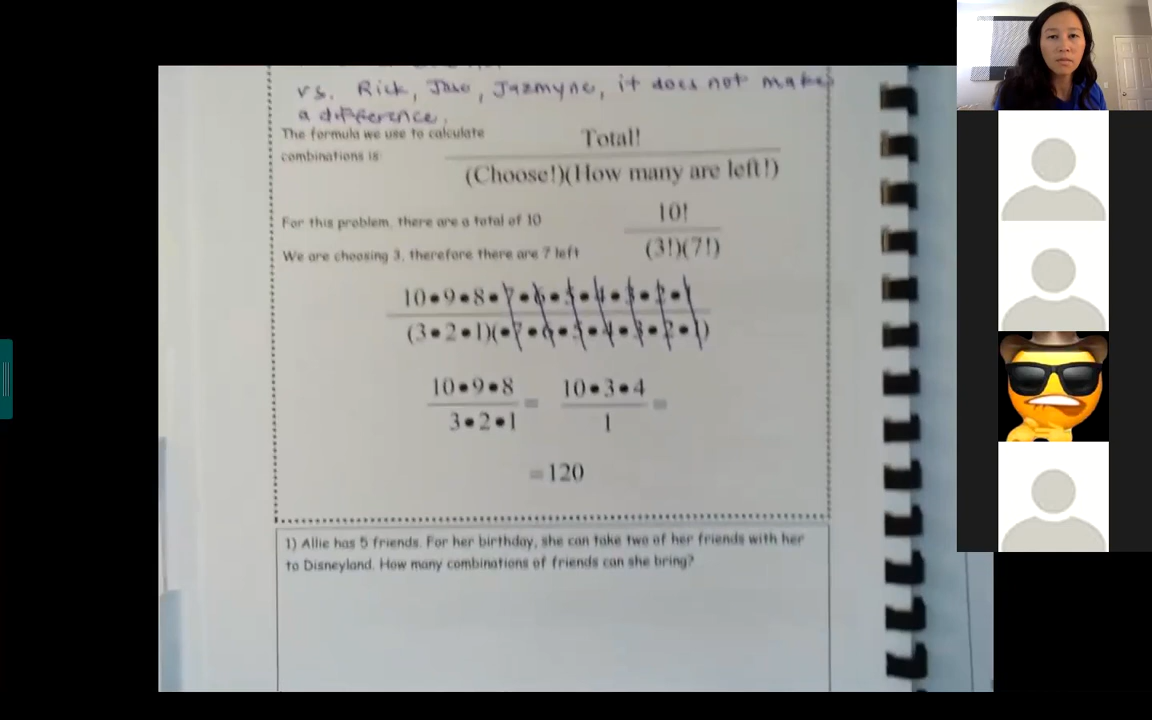 vs. Rick, Jose, Jazmyne, it does not make
a difference.
The formula we use to calculate
combinations is:
Total!
(Choose!)(How many are left!)
For this problem, there are a total of 10
10!
We are choosing 3, therefore there are 7 left
(3!)(7!)
10•9•8•7•6•5•4•3•2•1
(3•2•1)(•7•6•5•4•3•2•1)
10•9•8 = 10•3•4 =
3•2•1 1
=120
1) Allie has 5 friends. For her birthday, she can take two of her friends with her
to Disneyland. How many combinations of friends can she bring?